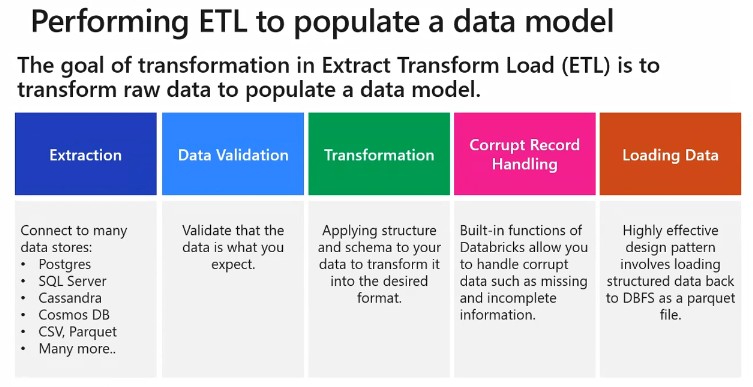 Performing ETL to populate a data model
The goal of transformation in Extract Transform Load (ETL) is to
transform raw data to populate a data model.
Extraction
Connect to many
data stores:
• Postgres
• SQL Server
• Cassandra
• Cosmos DB
• CSV, Parquet
• Many more..
Data Validation
Validate that the
data is what you
expect.
Transformation
Applying structure
and schema to your
data to transform it
into the desired
format.
Corrupt Record
Handling
Built-in functions of
Databricks allow you
to handle corrupt
data such as missing
and incomplete
information.
Loading Data
Highly effective
design pattern
involves loading
structured data back
to DBFS as a parquet
file.